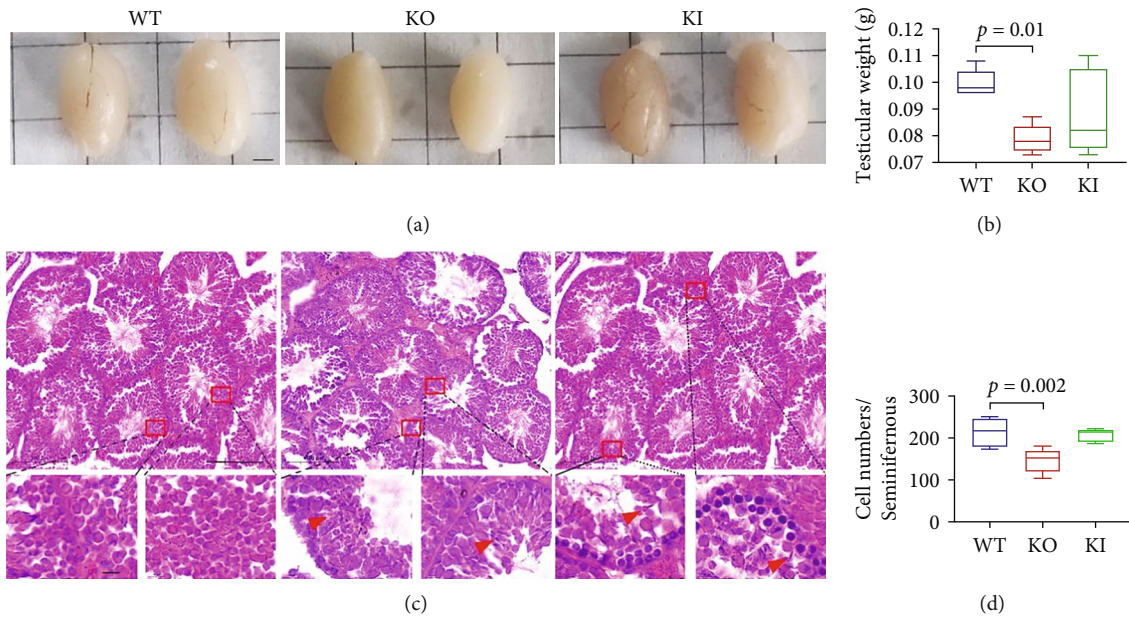 WT KO KI
(a)
Testicular weight (g)
0.12
0.11
0.10
0.09
0.08
0.07
p = 0.01
WT KO KI
(b)
(c)
Cell numbers/
Seminifernous
300
200
100
0
p = 0.002
WT KO KI
(d)